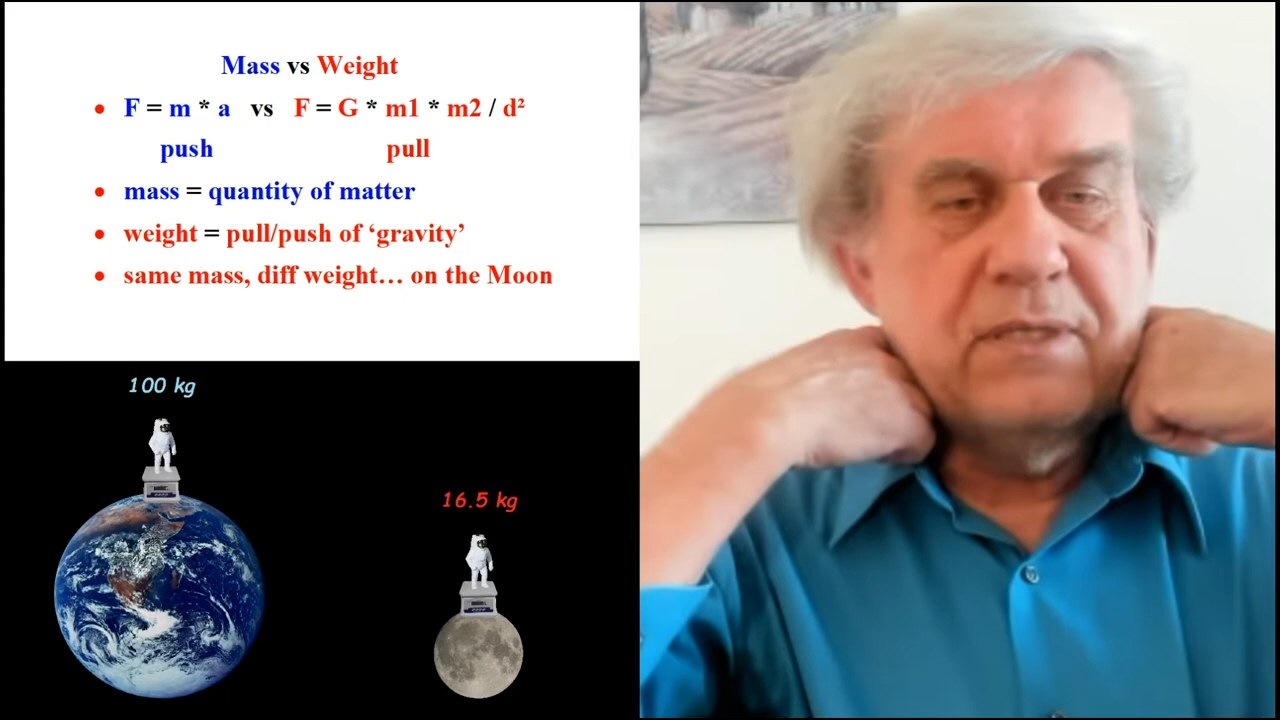 Mass vs Weight
• F = m * a vs F = G * m1 * m2 / d²
push pull
• mass = quantity of matter
• weight = pull/push of ‘gravity’
• same mass, diff weight… on the Moon
100 kg
16.5 kg